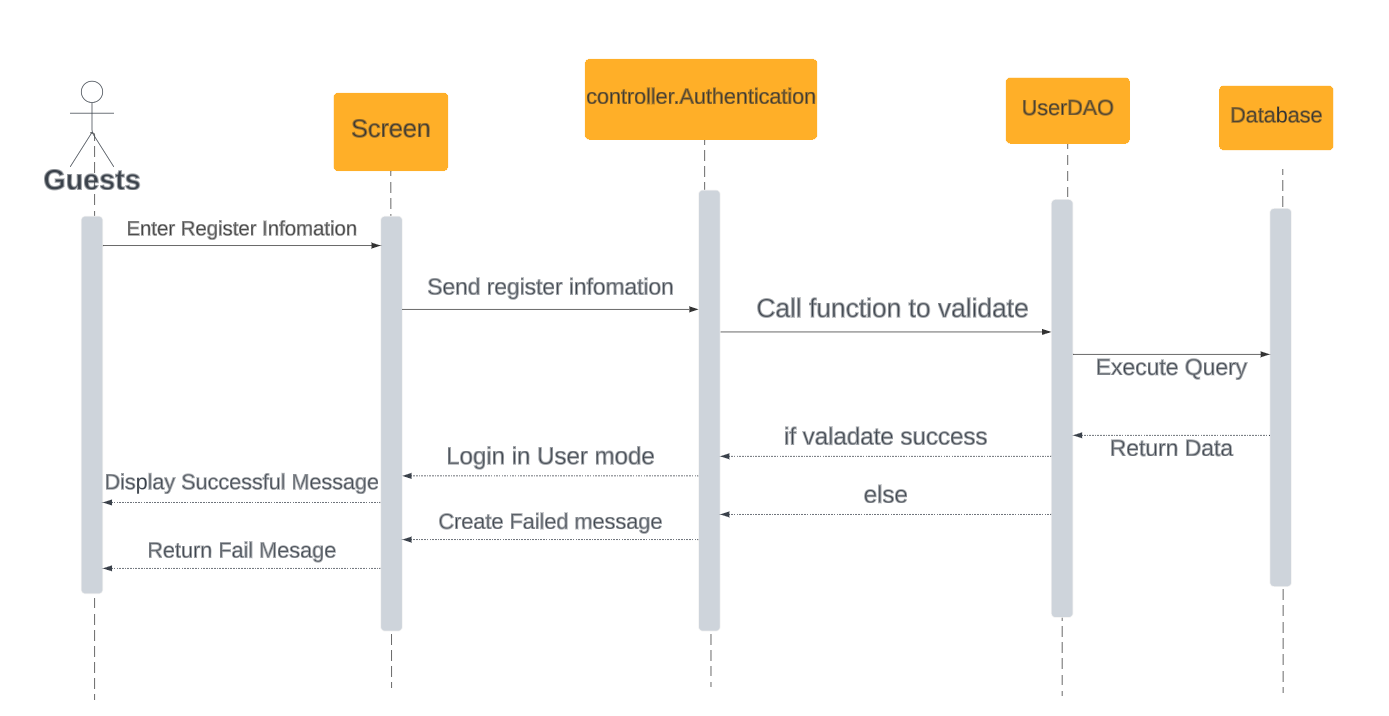 controller.Authentication
UserDAO
Database
Screen
Guests
Enter Register Infomation
Send register infomation
Call function to validate
Execute Query
if valadate success
Return Data
Login in User mode
Display Successful Message
else
Create Failed message
Return Fail Mesage